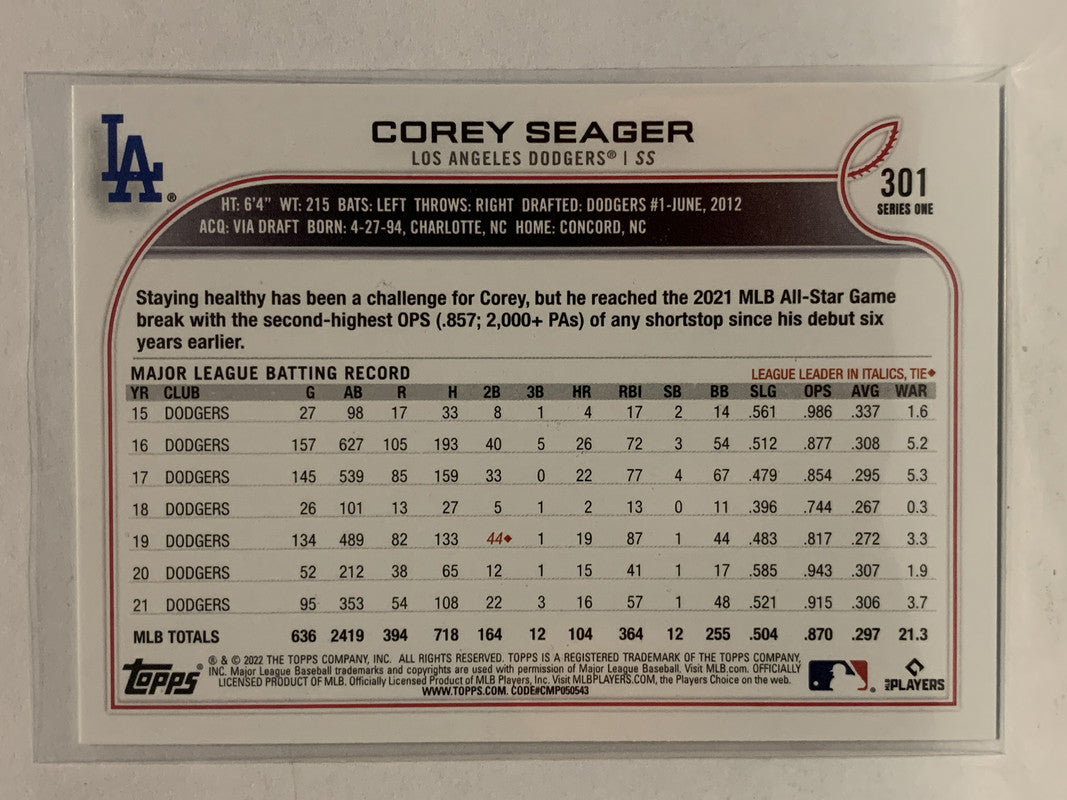 LA®
COREY SEAGER
LOS ANGELES DODGERS® | SS
301
SERIES ONE
HT: 6'4" WT: 215 BATS: LEFT THROWS: RIGHT DRAFTED: DODGERS #1-JUNE, 2012
ACQ: VIA DRAFT BORN: 4-27-94, CHARLOTTE, NC HOME: CONCORD, NC
Staying healthy has been a challenge for Corey, but he reached the 2021 MLB All-Star Game
break with the second-highest OPS (.857; 2,000+ PAs) of any shortstop since his debut six
years earlier.
MAJOR LEAGUE BATTING RECORD LEAGUE LEADER IN ITALICS, TIE◆
YR CLUB G AB R H 2B 3B HR RBI SB BB SLG OPS AVG WAR
15 DODGERS 27 98 17 33 8 1 4 17 2 14 .561 .986 .337 1.6
16 DODGERS 157 627 105 193 40 5 26 72 3 54 .512 .877 .308 5.2
17 DODGERS 145 539 85 159 33 0 22 77 4 67 .479 .854 .295 5.3
18 DODGERS 26 101 13 27 5 1 2 13 0 11 .396 .744 .267 0.3
19 DODGERS 134 489 82 133 44◆ 1 19 87 1 44 .483 .817 .272 3.3
20 DODGERS 52 212 38 65 12 1 15 41 1 17 .585 .943 .307 1.9
21 DODGERS 95 353 54 108 22 3 16 57 1 48 .521 .915 .306 3.7
MLB TOTALS 636 2419 394 718 164 12 104 364 12 255 .504 .870 .297 21.3
Topps®
® & © 2022 THE TOPPS COMPANY, INC. ALL RIGHTS RESERVED. TOPPS IS A REGISTERED TRADEMARK OF THE TOPPS COMPANY,
INC. Major League Baseball trademarks and copyrights are used with permission of Major League Baseball. Visit MLB.com. OFFICIALLY
LICENSED PRODUCT OF MLB. Officially Licensed Product of MLB Players, Inc. Visit MLBPLAYERS.COM, the Players Choice on the web.
WWW.TOPPS.COM. CODE#CMP050543
MLB PLAYERS